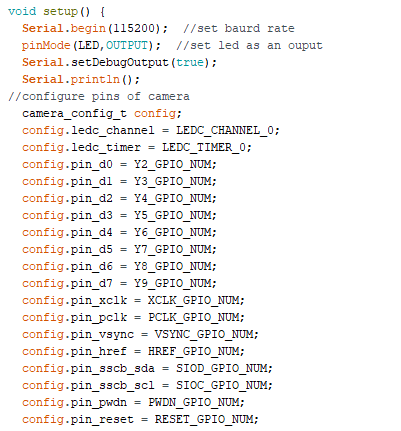 void setup() {
  Serial.begin(115200);  //set baurd rate
  pinMode(LED,OUTPUT);  //set led as an ouput
  Serial.setDebugOutput(true);
  Serial.println();
//configure pins of camera
  camera_config_t config;
  config.ledc_channel = LEDC_CHANNEL_0;
  config.ledc_timer = LEDC_TIMER_0;
  config.pin_d0 = Y2_GPIO_NUM;
  config.pin_d1 = Y3_GPIO_NUM;
  config.pin_d2 = Y4_GPIO_NUM;
  config.pin_d3 = Y5_GPIO_NUM;
  config.pin_d4 = Y6_GPIO_NUM;
  config.pin_d5 = Y7_GPIO_NUM;
  config.pin_d6 = Y8_GPIO_NUM;
  config.pin_d7 = Y9_GPIO_NUM;
  config.pin_xclk = XCLK_GPIO_NUM;
  config.pin_pclk = PCLK_GPIO_NUM;
  config.pin_vsync = VSYNC_GPIO_NUM;
  config.pin_href = HREF_GPIO_NUM;
  config.pin_sscb_sda = SIOD_GPIO_NUM;
  config.pin_sscb_scl = SIOC_GPIO_NUM;
  config.pin_pwdn = PWDN_GPIO_NUM;
  config.pin_reset = RESET_GPIO_NUM;